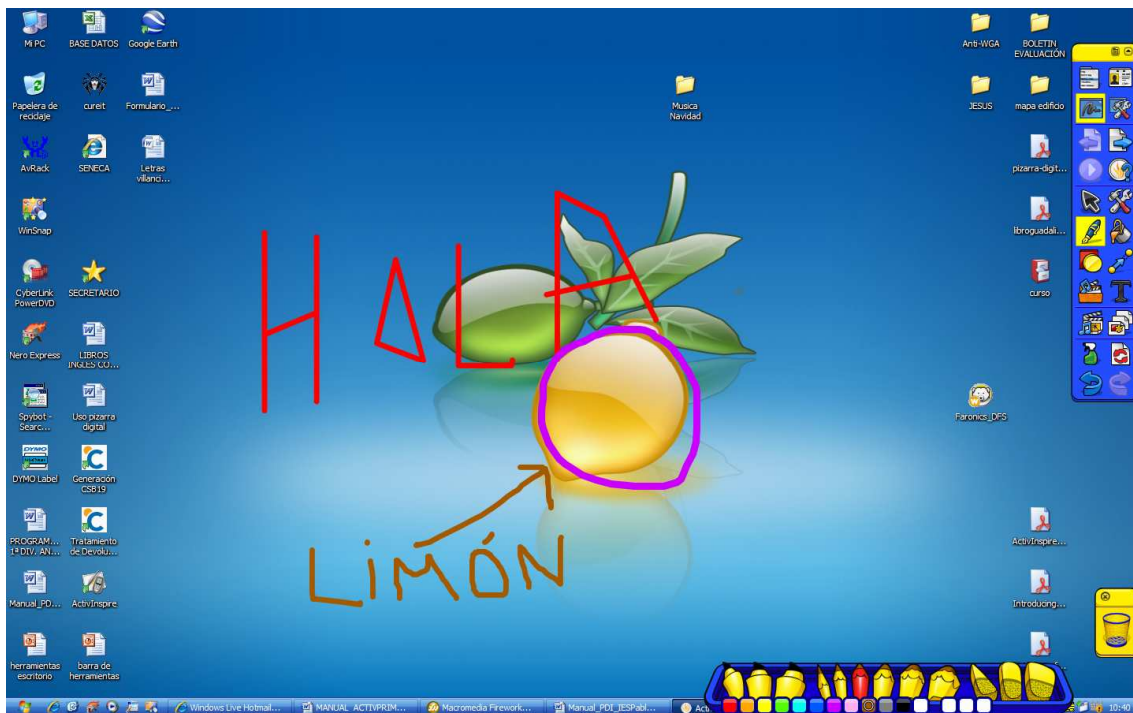 Mi PC
BASE DATOS
Google Earth
Anti-WGA
BOLETIN
EVALUACIÓN
Papelera de
reciclaje
cureit
Formulario_...
Musica
Navidad
JESUS
mapa edificio
AvRack
SENECA
Letras
villanci...
pizarra-digit...
WinSnap
libroguadali...
HOLA
CyberLink
PowerDVD
SECRETARIO
curso
Nero Express
LIBROS
INGLES CO...
Spybot -
Searc...
Uso pizarra
digital
Faronics_DFS
DYMO
DYMO Label
Generación
CSB19
PROGRAM...
1ª DIV. AN...
Tratamiento
de Devolu...
ActivInspire...
LIMÓN
Manual_PD...
ActivInspire
Introducing...
herramientas
escritorio
barra de
herramientas
Windows Live Hotmail...
MANUAL ACTIVPRIM...
Macromedia Firework...
Manual_PDI_IESPabl...
10:40